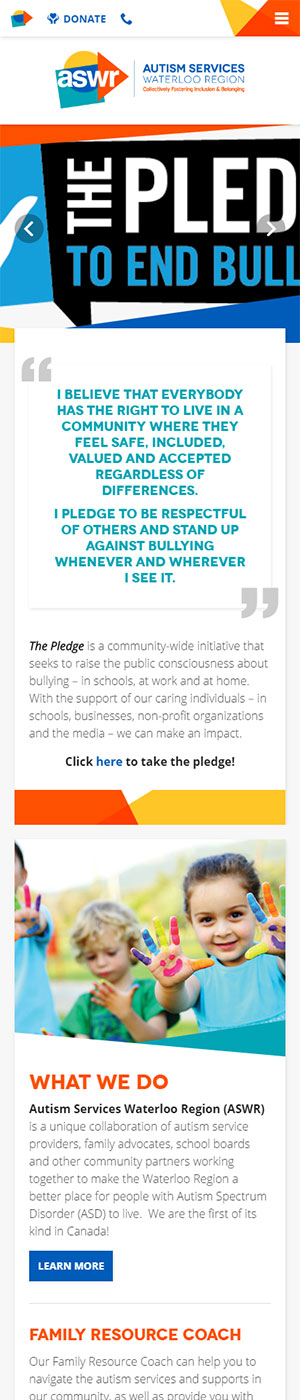 DONATE
aswr
AUTISM SERVICES
WATERLOO REGION
Collectively Fostering Inclusion & Belonging
THE PLED
TO END BULL
I BELIEVE THAT EVERYBODY
HAS THE RIGHT TO LIVE IN A
COMMUNITY WHERE THEY
FEEL SAFE, INCLUDED,
VALUED AND ACCEPTED
REGARDLESS OF
DIFFERENCES.
I PLEDGE TO BE RESPECTFUL
OF OTHERS AND STAND UP
AGAINST BULLYING
WHENEVER AND WHEREVER
I SEE IT.
The Pledge is a community-wide initiative that
seeks to raise the public consciousness about
bullying – in schools, at work and at home.
With the support of our caring individuals – in
schools, businesses, non-profit organizations
and the media – we can make an impact.
Click here to take the pledge!
WHAT WE DO
Autism Services Waterloo Region (ASWR)
is a unique collaboration of autism service
providers, family advocates, school boards
and other community partners working
together to make the Waterloo Region a
better place for people with Autism Spectrum
Disorder (ASD) to live. We are the first of its
kind in Canada!
LEARN MORE
FAMILY RESOURCE COACH
Our Family Resource Coach can help you to
navigate the autism services and supports in
our community, as well as provide you with